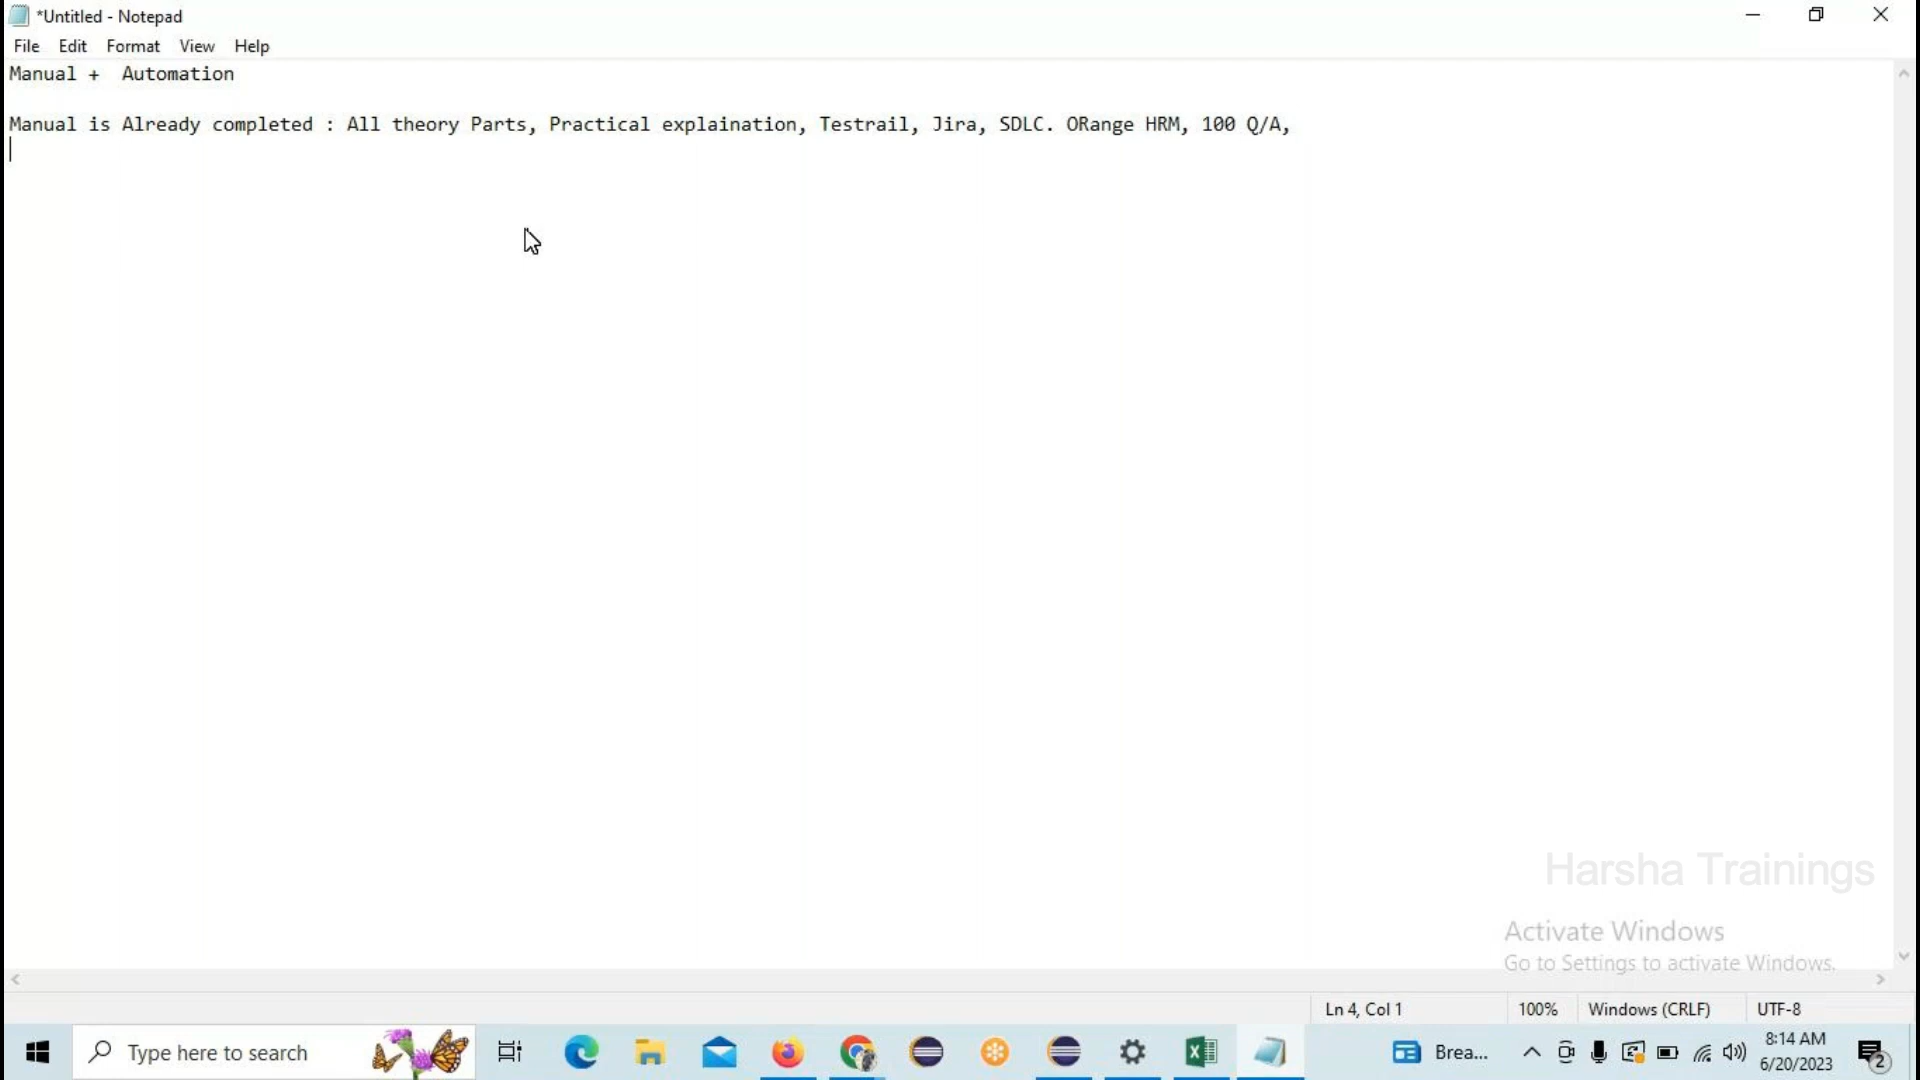 *Untitled - Notepad
File Edit Format View Help
Manual +  Automation
Manual is Already completed : All theory Parts, Practical explaination, Testrail, Jira, SDLC. ORange HRM, 100 Q/A,
Harsha Trainings
Activate Windows
Go to Settings to activate Windows.
Ln 4, Col 1 100% Windows (CRLF) UTF-8
Type here to search
Brea...
8:14 AM
6/20/2023
2